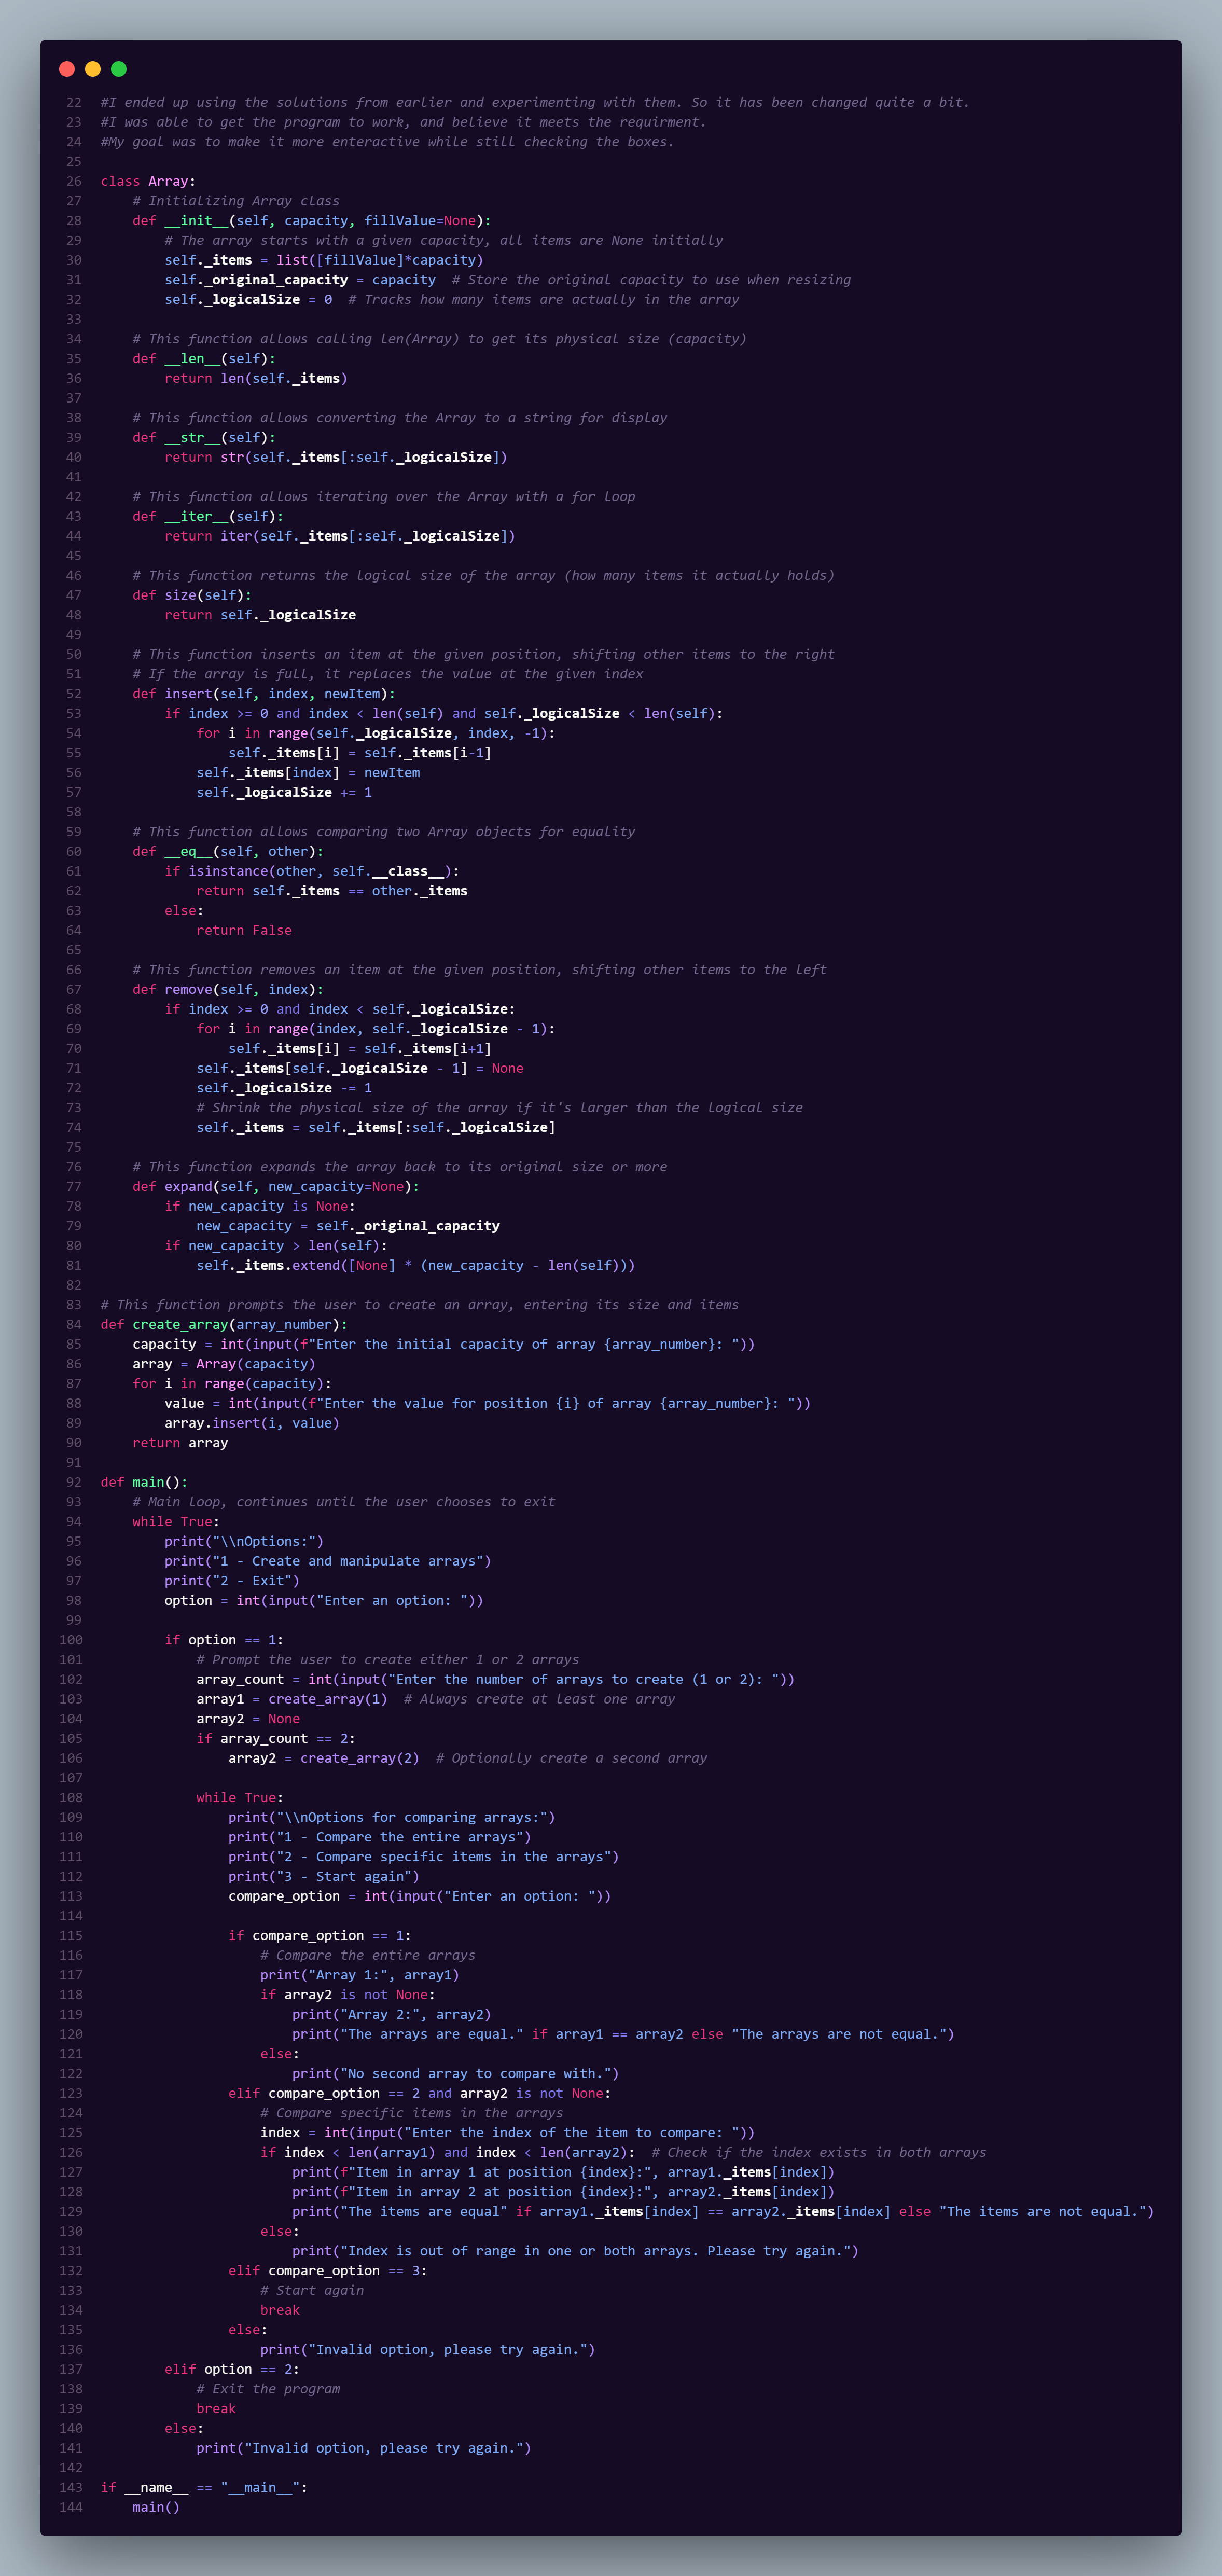 22 #I ended up using the solutions from earlier and experimenting with them. So it has been changed quite a bit.
23 #I was able to get the program to work, and believe it meets the requirment.
24 #My goal was to make it more enteractive while still checking the boxes.
25
26 class Array:
27     # Initializing Array class
28     def __init__(self, capacity, fillValue=None):
29         # The array starts with a given capacity, all items are None initially
30         self._items = list([fillValue]*capacity)
31         self._original_capacity = capacity  # Store the original capacity to use when resizing
32         self._logicalSize = 0  # Tracks how many items are actually in the array
33
34     # This function allows calling len(Array) to get its physical size (capacity)
35     def __len__(self):
36         return len(self._items)
37
38     # This function allows converting the Array to a string for display
39     def __str__(self):
40         return str(self._items[:self._logicalSize])
41
42     # This function allows iterating over the Array with a for loop
43     def __iter__(self):
44         return iter(self._items[:self._logicalSize])
45
46     # This function returns the logical size of the array (how many items it actually holds)
47     def size(self):
48         return self._logicalSize
49
50     # This function inserts an item at the given position, shifting other items to the right
51     # If the array is full, it replaces the value at the given index
52     def insert(self, index, newItem):
53         if index >= 0 and index < len(self) and self._logicalSize < len(self):
54             for i in range(self._logicalSize, index, -1):
55                 self._items[i] = self._items[i-1]
56             self._items[index] = newItem
57             self._logicalSize += 1
58
59     # This function allows comparing two Array objects for equality
60     def __eq__(self, other):
61         if isinstance(other, self.__class__):
62             return self._items == other._items
63         else:
64             return False
65
66     # This function removes an item at the given position, shifting other items to the left
67     def remove(self, index):
68         if index >= 0 and index < self._logicalSize:
69             for i in range(index, self._logicalSize - 1):
70                 self._items[i] = self._items[i+1]
71             self._items[self._logicalSize - 1] = None
72             self._logicalSize -= 1
73             # Shrink the physical size of the array if it's larger than the logical size
74             self._items = self._items[:self._logicalSize]
75
76     # This function expands the array back to its original size or more
77     def expand(self, new_capacity=None):
78         if new_capacity is None:
79             new_capacity = self._original_capacity
80         if new_capacity > len(self):
81             self._items.extend([None] * (new_capacity - len(self)))
82
83 # This function prompts the user to create an array, entering its size and items
84 def create_array(array_number):
85     capacity = int(input(f"Enter the initial capacity of array {array_number}: "))
86     array = Array(capacity)
87     for i in range(capacity):
88         value = int(input(f"Enter the value for position {i} of array {array_number}: "))
89         array.insert(i, value)
90     return array
91
92 def main():
93     # Main loop, continues until the user chooses to exit
94     while True:
95         print("\\nOptions:")
96         print("1 - Create and manipulate arrays")
97         print("2 - Exit")
98         option = int(input("Enter an option: "))
99
100         if option == 1:
101             # Prompt the user to create either 1 or 2 arrays
102             array_count = int(input("Enter the number of arrays to create (1 or 2): "))
103             array1 = create_array(1)  # Always create at least one array
104             array2 = None
105             if array_count == 2:
106                 array2 = create_array(2)  # Optionally create a second array
107
108             while True:
109                 print("\\nOptions for comparing arrays:")
110                 print("1 - Compare the entire arrays")
111                 print("2 - Compare specific items in the arrays")
112                 print("3 - Start again")
113                 compare_option = int(input("Enter an option: "))
114
115                 if compare_option == 1:
116                     # Compare the entire arrays
117                     print("Array 1:", array1)
118                     if array2 is not None:
119                         print("Array 2:", array2)
120                         print("The arrays are equal." if array1 == array2 else "The arrays are not equal.")
121                     else:
122                         print("No second array to compare with.")
123                 elif compare_option == 2 and array2 is not None:
124                     # Compare specific items in the arrays
125                     index = int(input("Enter the index of the item to compare: "))
126                     if index < len(array1) and index < len(array2):  # Check if the index exists in both arrays
127                         print(f"Item in array 1 at position {index}:", array1._items[index])
128                         print(f"Item in array 2 at position {index}:", array2._items[index])
129                         print("The items are equal" if array1._items[index] == array2._items[index] else "The items are not equal.")
130                     else:
131                         print("Index is out of range in one or both arrays. Please try again.")
132                 elif compare_option == 3:
133                     # Start again
134                     break
135                 else:
136                     print("Invalid option, please try again.")
137         elif option == 2:
138             # Exit the program
139             break
140         else:
141             print("Invalid option, please try again.")
142
143 if __name__ == "__main__":
144     main()